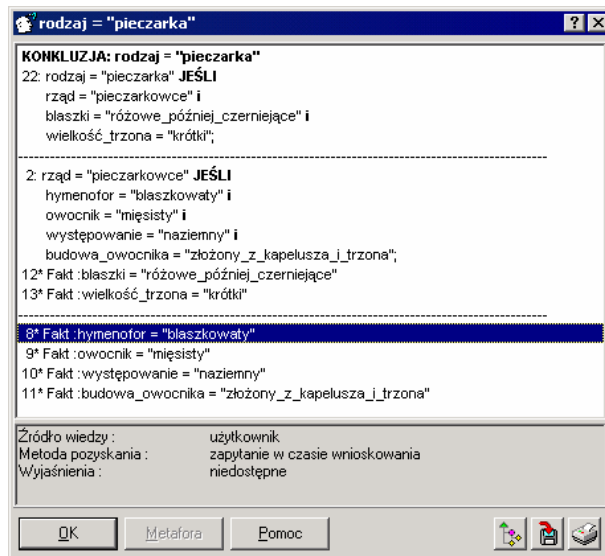 rodzaj = "pieczarka"
KONKLUZJA: rodzaj = "pieczarka"
22: rodzaj = "pieczarka" JEŚLI
rząd = "pieczarkowce" i
blaszki = "różowe_później_czerniejące" i
wielkość_trzona = "krótki";
2: rząd = "pieczarkowce" JEŚLI
hymenofor = "blaszkowaty" i
owocnik = "mięsisty" i
występowanie = "naziemny" i
budowa_owocnika = "złożony_z_kapelusza_i_trzona";
12* Fakt :blaszki = "różowe_później_czerniejące"
13* Fakt :wielkość_trzona = "krótki"
8* Fakt :hymenofor = "blaszkowaty"
9* Fakt :owocnik = "mięsisty"
10* Fakt :występowanie = "naziemny"
11* Fakt :budowa_owocnika = "złożony_z_kapelusza_i_trzona"
Źródło wiedzy : użytkownik
Metoda pozyskania : zapytanie w czasie wnioskowania
Wyjaśnienia : niedostępne
OK Metafora Pomoc